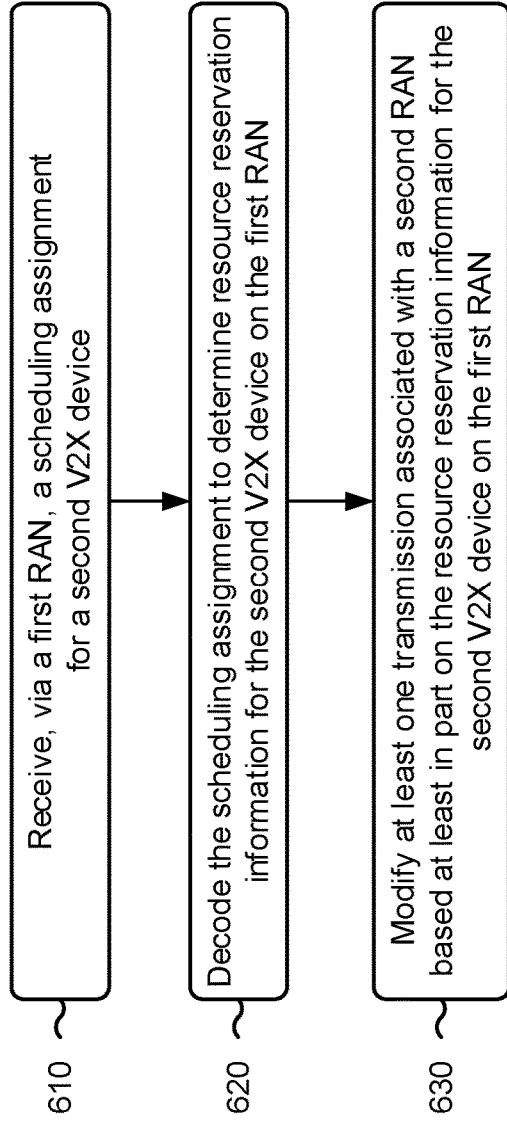 610
Receive, via a first RAN, a scheduling assignment
for a second V2X device
620
Decode the scheduling assignment to determine resource reservation
information for the second V2X device on the first RAN
630
Modify at least one transmission associated with a second RAN
based at least in part on the resource reservation information for the
second V2X device on the first RAN